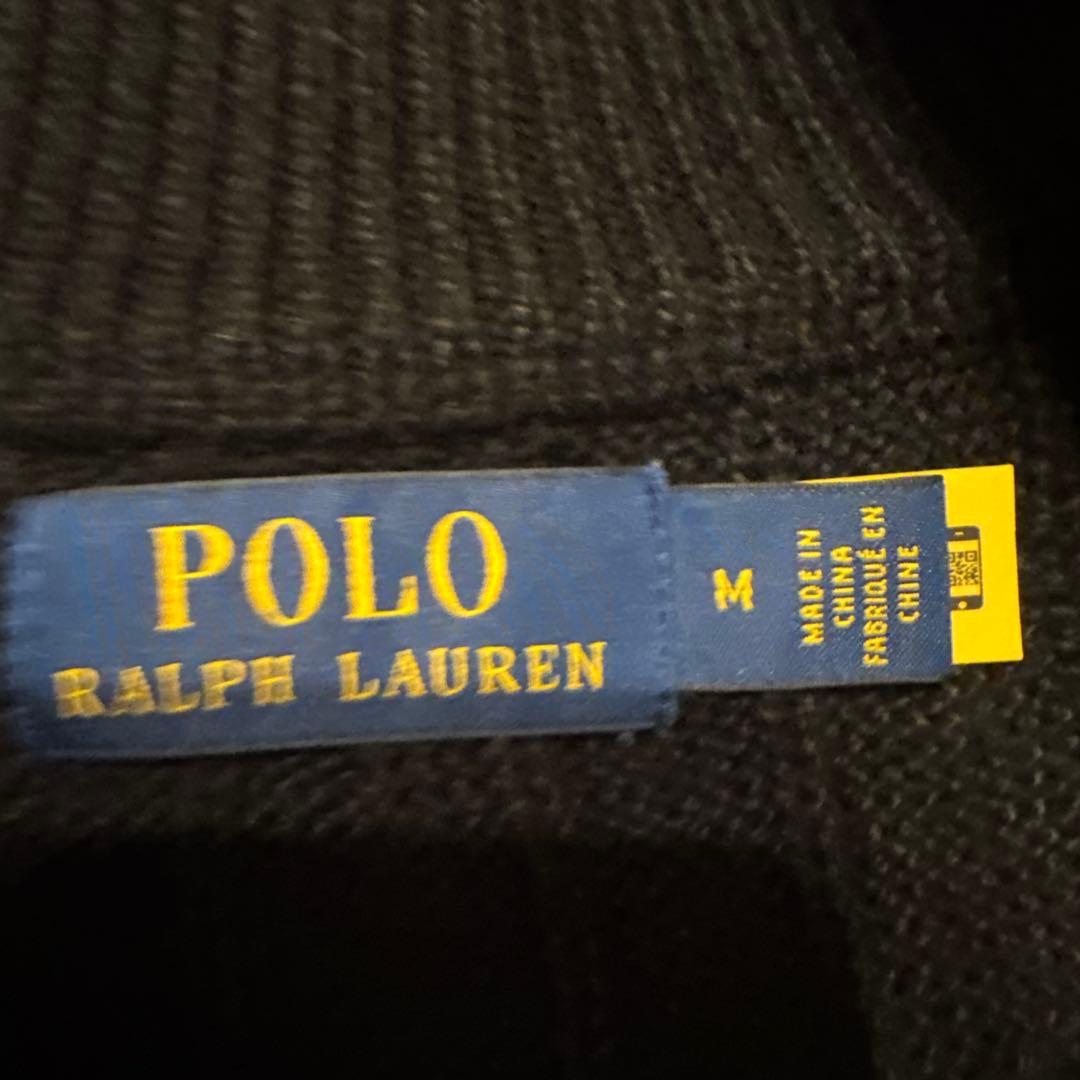 POLO
RALPH LAUREN
M
MADE IN
CHINA
FABRIQUÉ EN
CHINE